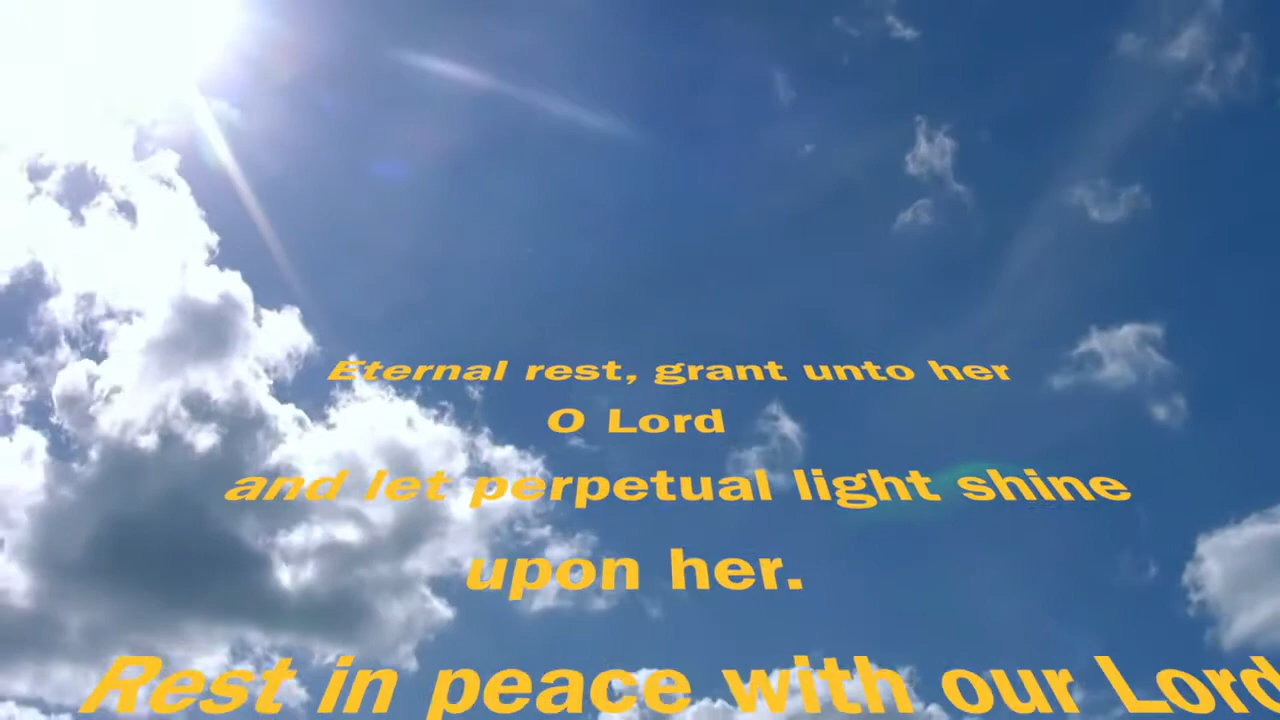 Eternal rest, grant unto her
O Lord
and let perpetual light shine
upon her.
Rest in peace with our Lord